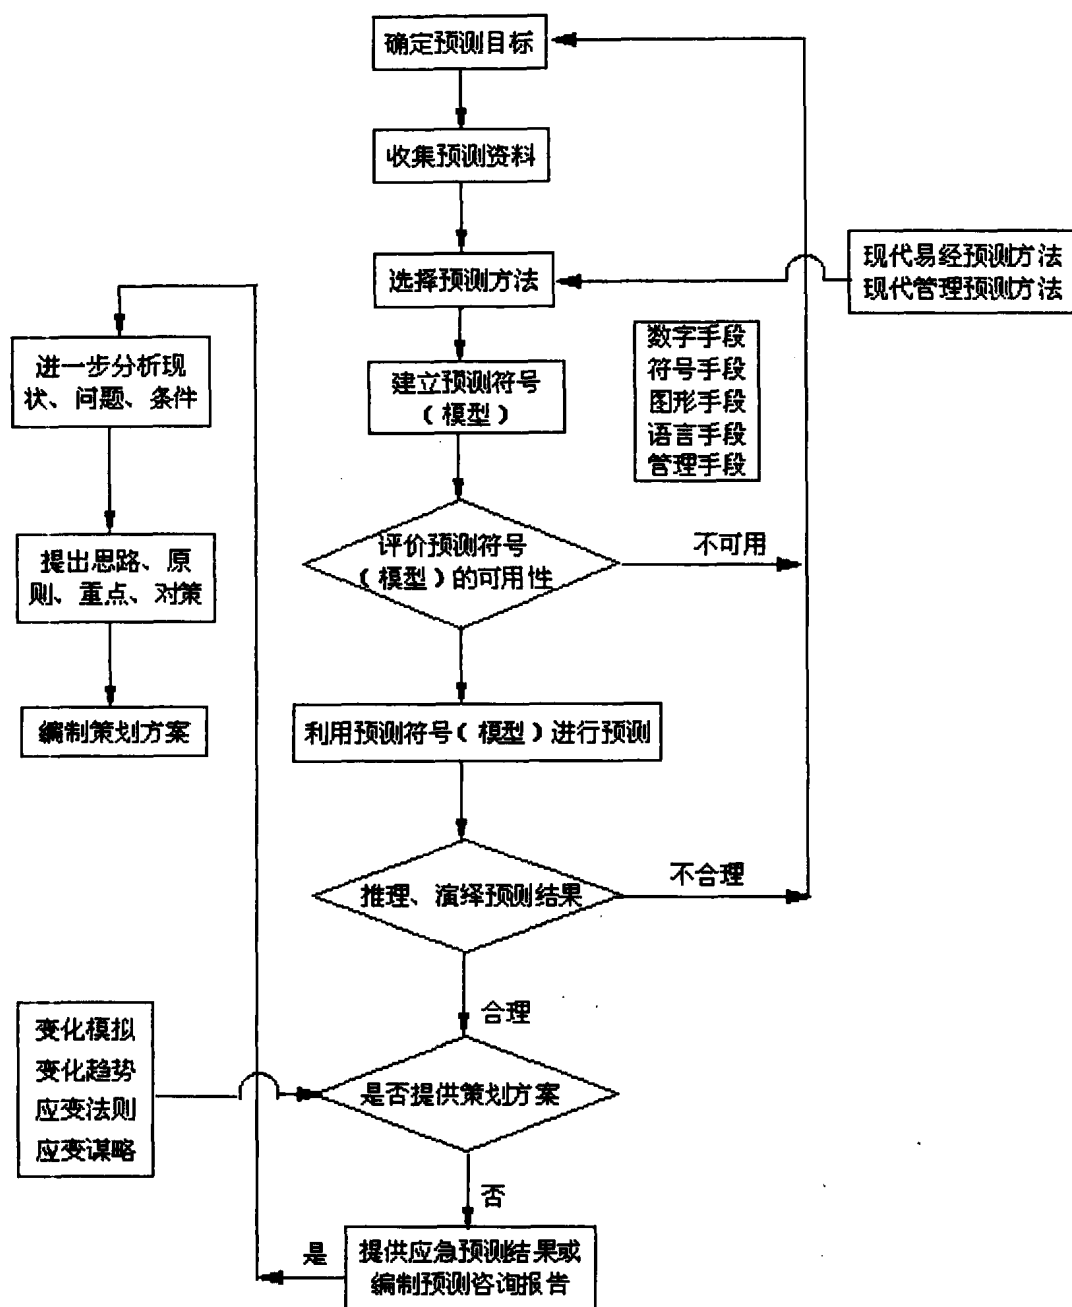 确定预测目标
收集预测资料
选择预测方法
现代易经预测方法
现代管理预测方法
数字手段
符号手段
图形手段
语言手段
管理手段
进一步分析现
状、问题、条件
建立预测符号
（模型）
评价预测符号
（模型）的可用性
不可用
提出思路、原
则、重点、对策
编制策划方案
利用预测符号（模型）进行预测
推理、演绎预测结果
不合理
合理
变化模拟
变化趋势
应变法则
应变谋略
是否提供策划方案
否
是
提供应急预测结果或
编制预测咨询报告